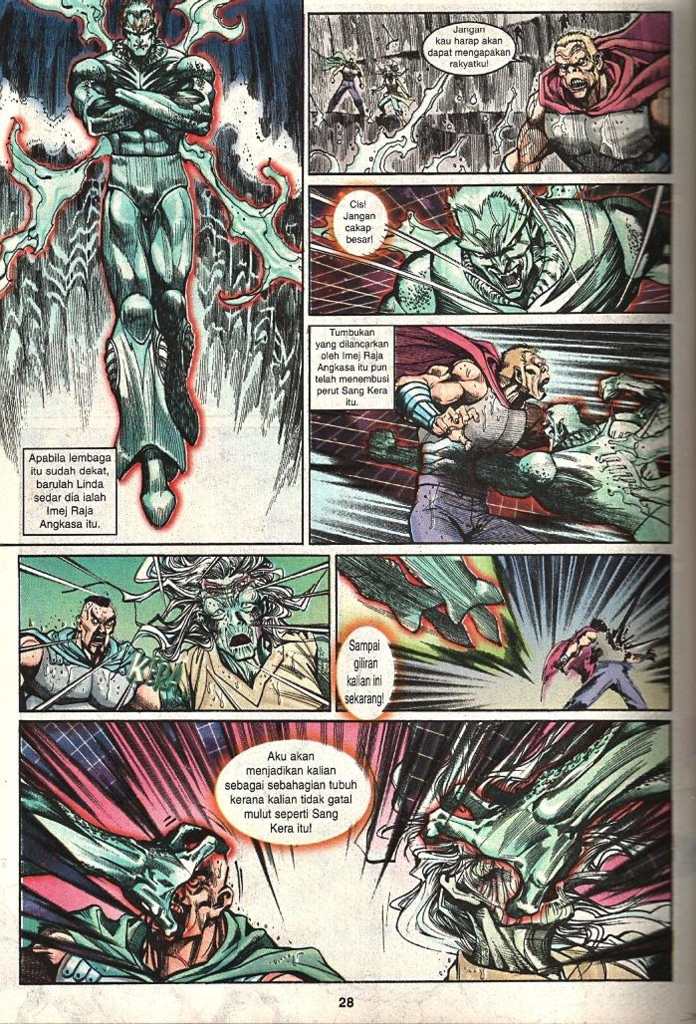 Apabila lembaga
itu sudah dekat,
barulah Linda
sedar dia ialah
Imej Raja
Angkasa itu.
Jangan
kau harap akan
dapat mengapakan
rakyatku!
Cis!
Jangan
cakap
besar!
Tumbukan
yang dilancarkan
oleh Imej Raja
Angkasa itu pun
telah menembusi
perut Sang Kera
itu.
Sampai
giliran
kalian ini
sekarang!
Aku akan
menjadikan kalian
sebagai sebahagian tubuh
kerana kalian tidak gatal
mulut seperti Sang
Kera itu!
28